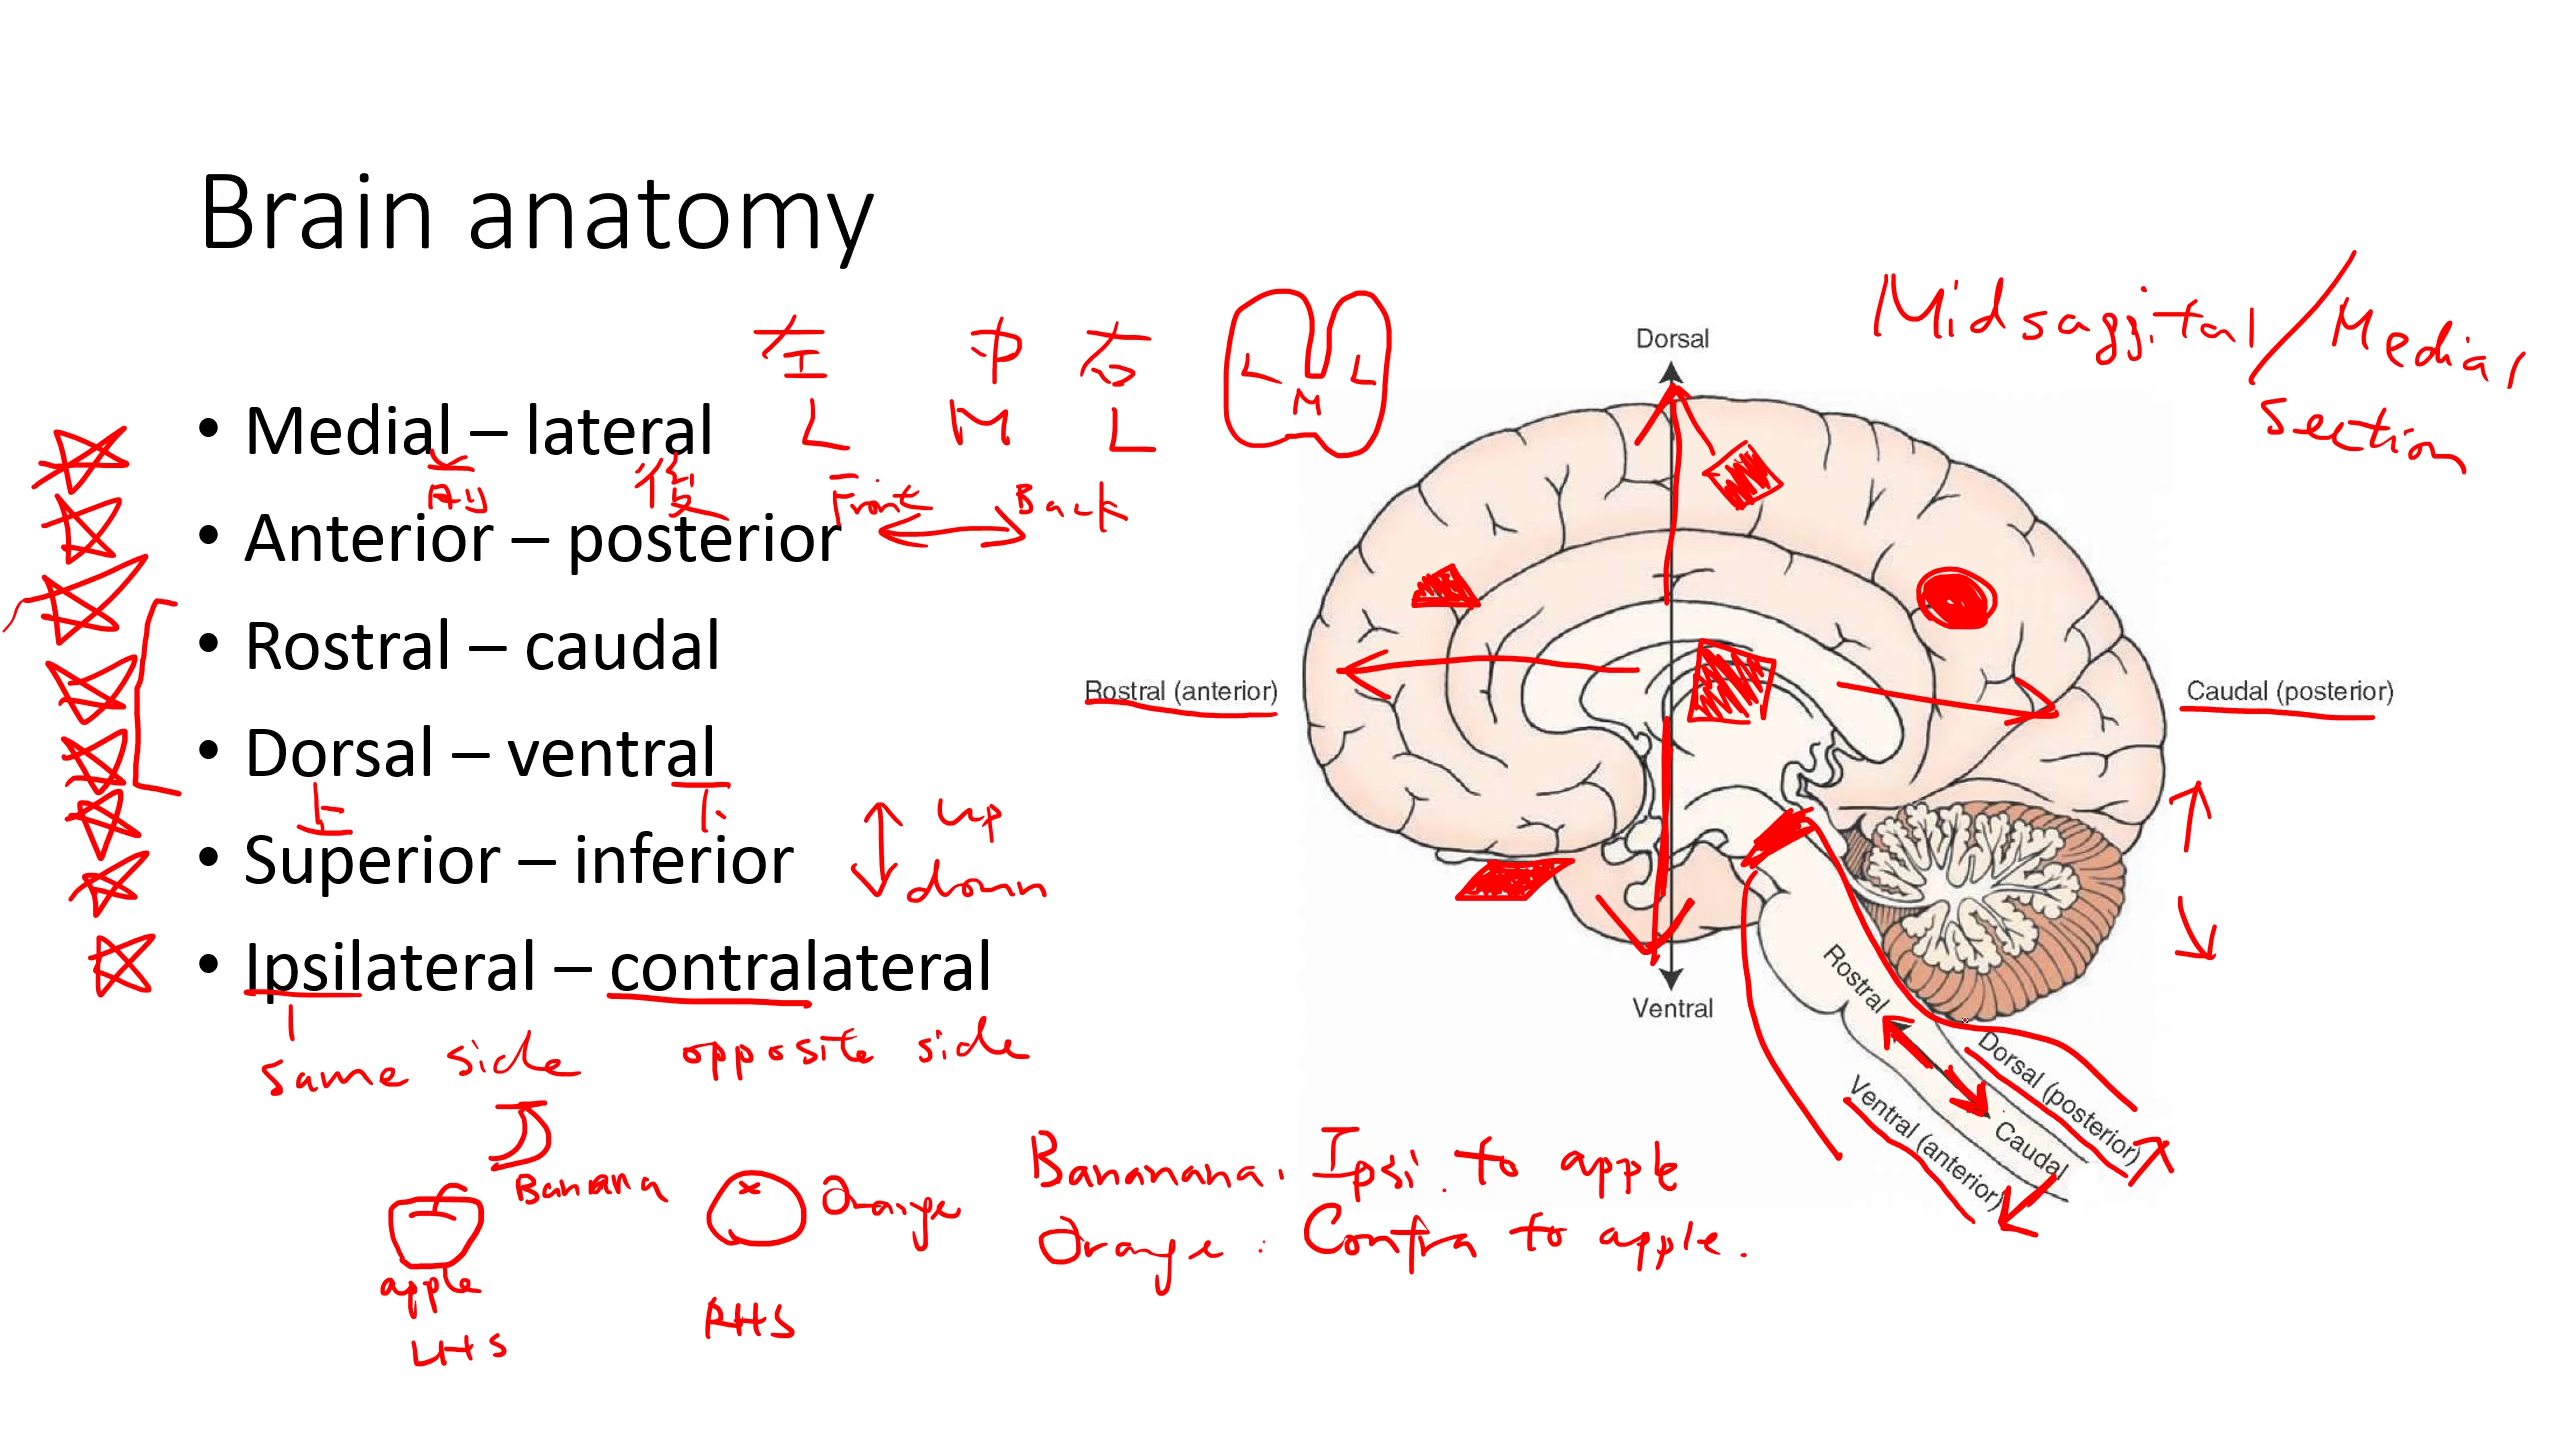 Brain anatomy
左 中 右
L M L
L M L
Midsaggital / Medial
section
• Medial – lateral
前 後
Front Back
• Anterior – posterior
• Rostral – caudal
• Dorsal – ventral
上 下
up
down
• Superior – inferior
• Ipsilateral – contralateral
same side opposite side
Banana
Orange
apple
LHS
RHS
Bananana: Ipsi. to apple
Orange: Contra to apple.
Dorsal
Rostral (anterior)
Caudal (posterior)
Ventral
Rostral
Caudal
Dorsal (posterior)
Ventral (anterior)